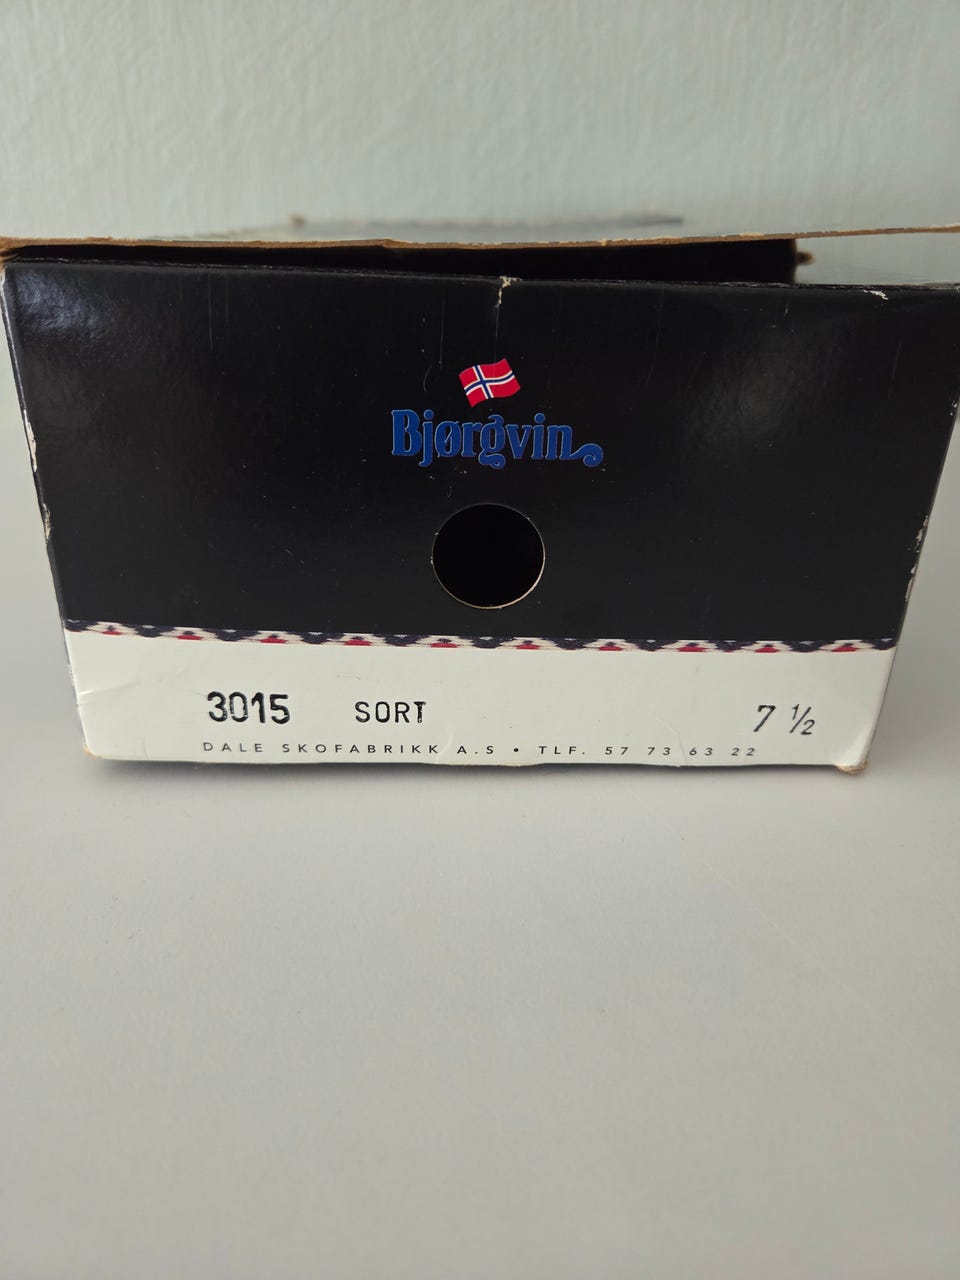 Bjørgvin
3015 SORT 7 ½
DALE SKOFABRIKK A.S • TLF. 57 73 63 22